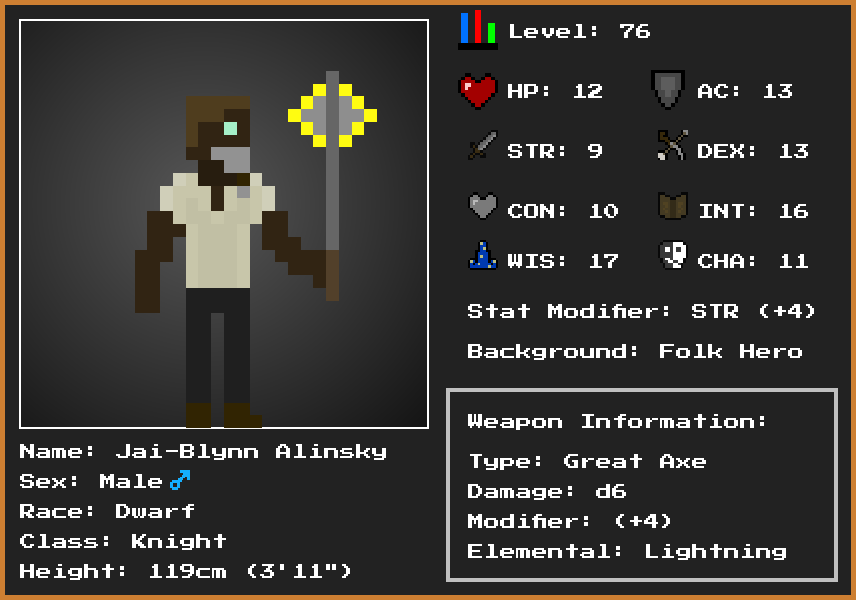 Level: 76
HP: 12 AC: 13
STR: 9 DEX: 13
CON: 10 INT: 16
WIS: 17 CHA: 11
Stat Modifier: STR (+4)
Background: Folk Hero
Weapon Information:
Type: Great Axe
Damage: d6
Modifier: (+4)
Elemental: Lightning
Name: Jai-Blynn Alinsky
Sex: Male ♂
Race: Dwarf
Class: Knight
Height: 119cm (3'11")